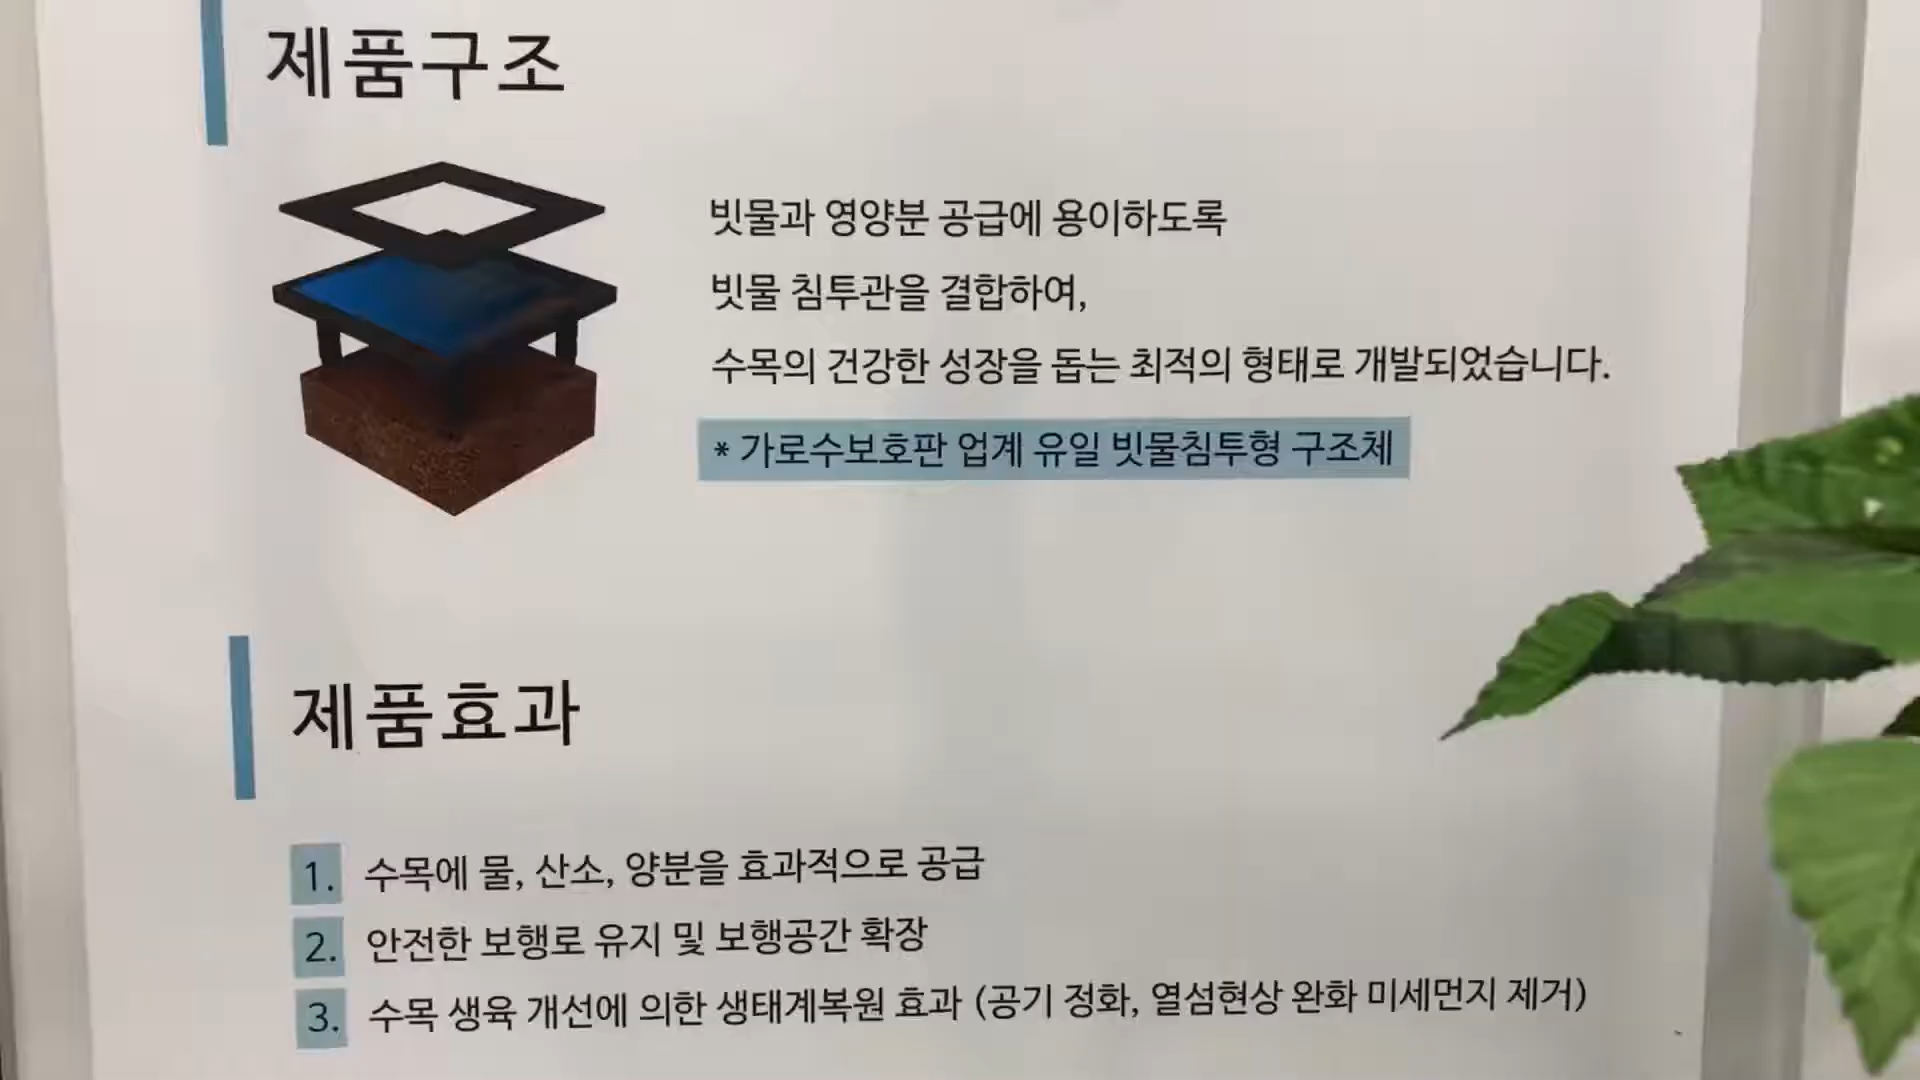 제품구조
빗물과 영양분 공급에 용이하도록
빗물 침투관을 결합하여,
수목의 건강한 성장을 돕는 최적의 형태로 개발되었습니다.
* 가로수보호판 업계 유일 빗물침투형 구조체
제품효과
1. 수목에 물, 산소, 양분을 효과적으로 공급
2. 안전한 보행로 유지 및 보행공간 확장
3. 수목 생육 개선에 의한 생태계복원 효과 (공기 정화, 열섬현상 완화 미세먼지 제거)